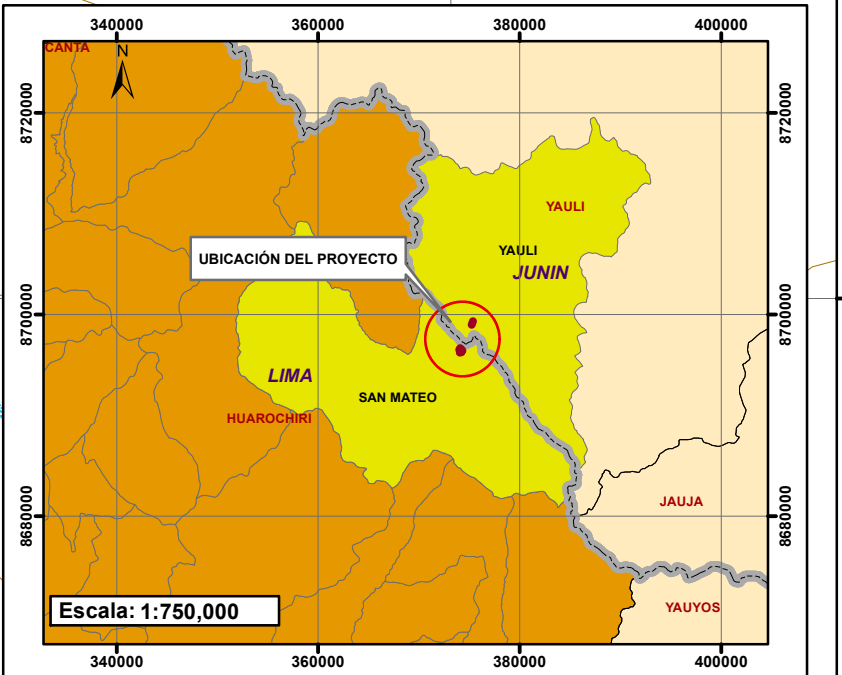 340000
360000
380000
400000
CANTA
N
8720000
8720000
YAULI
YAULI
JUNIN
UBICACIÓN DEL PROYECTO
8700000
8700000
LIMA
SAN MATEO
HUAROCHIRI
JAUJA
8680000
8680000
Escala: 1:750,000
YAUYOS
340000
360000
380000
400000